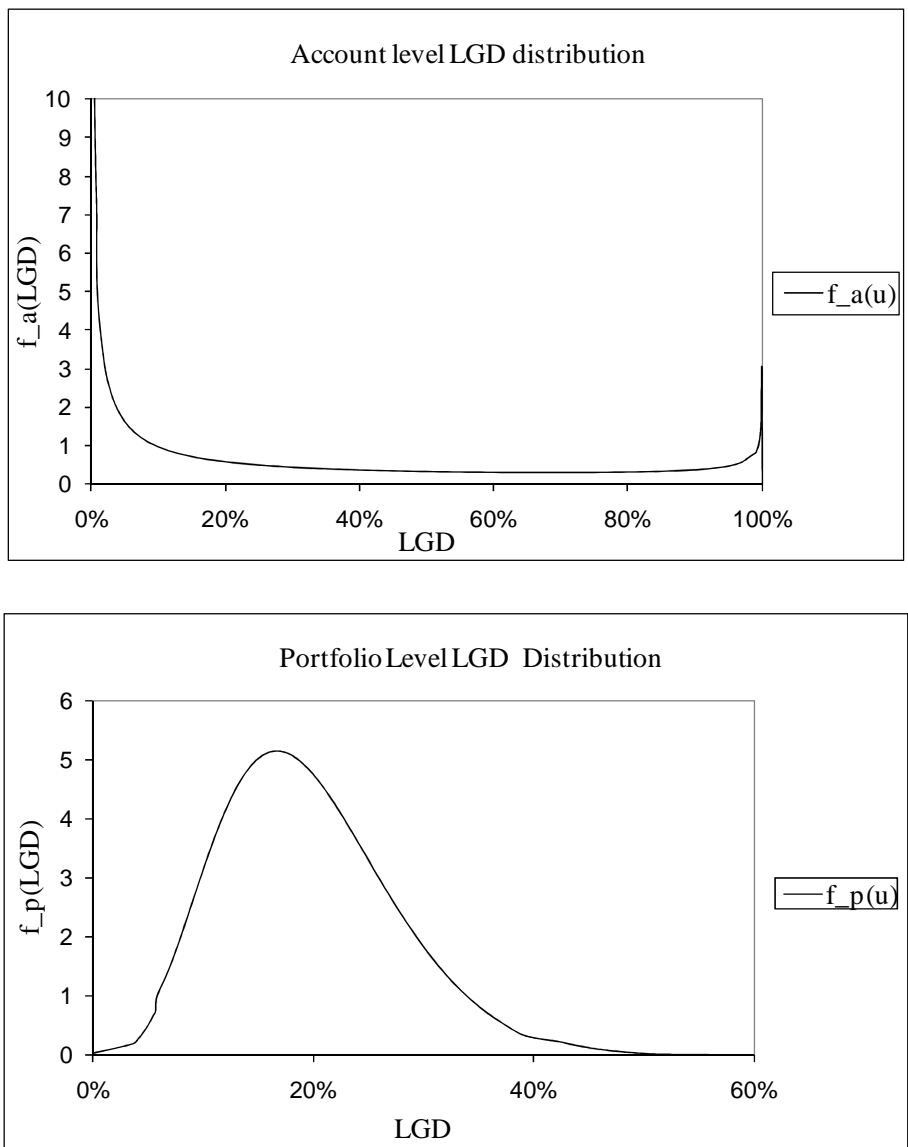 Account level LGD distribution
10
9
8
7
6
5
4
3
2
1
0
f_a(LGD)
0% 20% 40% 60% 80% 100%
LGD
f_a(u)
Portfolio Level LGD Distribution
6
5
4
3
2
1
0
f_p(LGD)
0% 20% 40% 60%
LGD
f_p(u)